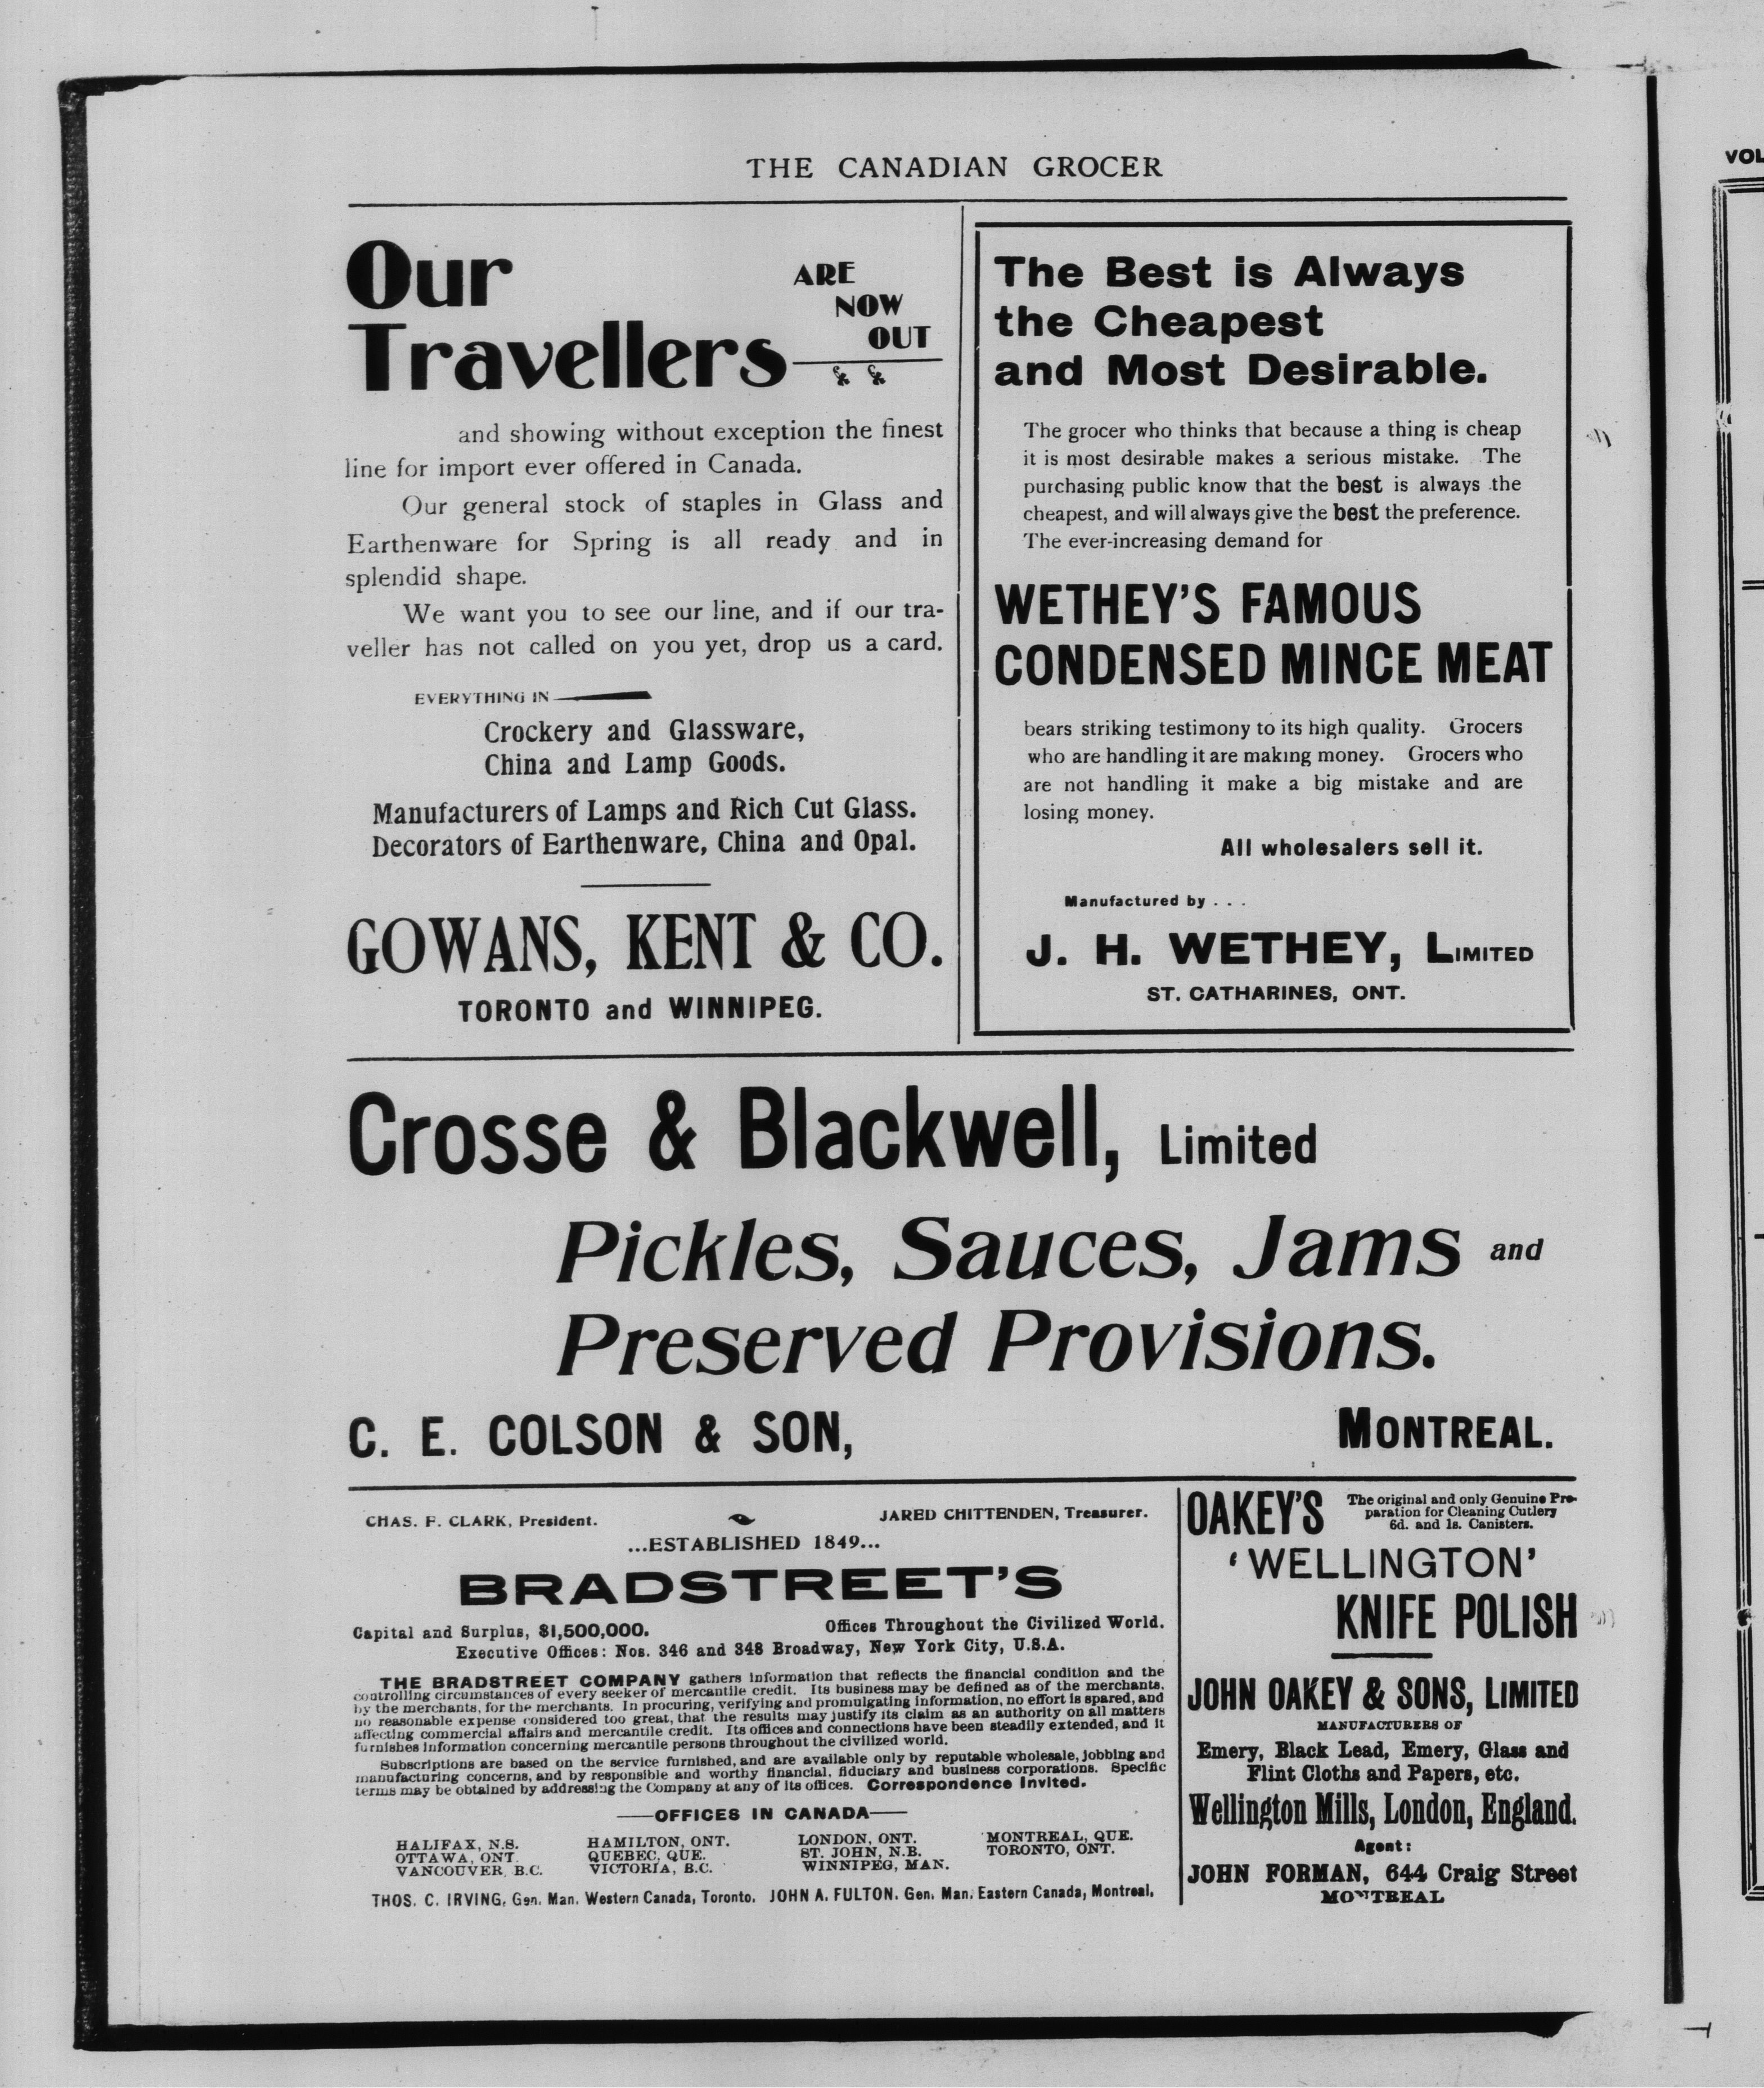 THE CANADIAN GROCER
Our
Travellers
ARE
NOW
OUT
and showing without exception the finest
line for import ever offered in Canada.
Our general stock of staples in Glass and
Earthenware for Spring is all ready and in
splendid shape.
We want you to see our line, and if our tra-
veller has not called on you yet, drop us a card.
EVERYTHING IN
Crockery and Glassware,
China and Lamp Goods.
Manufacturers of Lamps and Rich Cut Glass.
Decorators of Earthenware, China and Opal.
GOWANS, KENT & CO.
TORONTO and WINNIPEG.
The Best is Always
the Cheapest
and Most Desirable.
The grocer who thinks that because a thing is cheap
it is most desirable makes a serious mistake. The
purchasing public know that the best is always the
cheapest, and will always give the best the preference.
The ever-increasing demand for
WETHEY'S FAMOUS
CONDENSED MINCE MEAT
bears striking testimony to its high quality. Grocers
who are handling it are making money. Grocers who
are not handling it make a big mistake and are
losing money.
All wholesalers sell it.
Manufactured by . . .
J. H. WETHEY, LIMITED
ST. CATHARINES, ONT.
Crosse & Blackwell, Limited
Pickles, Sauces, Jams and
Preserved Provisions.
C. E. COLSON & SON, MONTREAL.
CHAS. F. CLARK, President. JARED CHITTENDEN, Treasurer.
...ESTABLISHED 1849...
BRADSTREET'S
Capital and Surplus, $1,500,000. Offices Throughout the Civilized World.
Executive Offices: Nos. 346 and 348 Broadway, New York City, U.S.A.
THE BRADSTREET COMPANY gathers information that reflects the financial condition and the
controlling circumstances of every seeker of mercantile credit. Its business may be defined as of the merchants,
by the merchants, for the merchants. In procuring, verifying and promulgating information, no effort is spared, and
no reasonable expense considered too great, that the results may justify its claim as an authority on all matters
affecting commercial affairs and mercantile credit. Its offices and connections have been steadily extended, and it
furnishes information concerning mercantile persons throughout the civilized world.
Subscriptions are based on the service furnished, and are available only by reputable wholesale, jobbing and
manufacturing concerns, and by responsible and worthy financial, fiduciary and business corporations. Specific
terms may be obtained by addressing the Company at any of its offices. Correspondence Invited.
OFFICES IN CANADA
HALIFAX, N.S. HAMILTON, ONT. LONDON, ONT. MONTREAL, QUE.
OTTAWA, ONT. QUEBEC, QUE. ST. JOHN, N.B. TORONTO, ONT.
VANCOUVER, B.C. VICTORIA, B.C. WINNIPEG, MAN.
THOS. C. IRVING, Gen. Man. Western Canada, Toronto. JOHN A. FULTON, Gen. Man. Eastern Canada, Montreal.
OAKEY'S
The original and only Genuine Pre-
paration for Cleaning Cutlery
6d. and 1s. Canisters.
'WELLINGTON'
KNIFE POLISH
JOHN OAKEY & SONS, LIMITED
MANUFACTURERS OF
Emery, Black Lead, Emery, Glass and
Flint Cloths and Papers, etc.
Wellington Mills, London, England.
Agent:
JOHN FORMAN, 644 Craig Street
MONTREAL
VOL